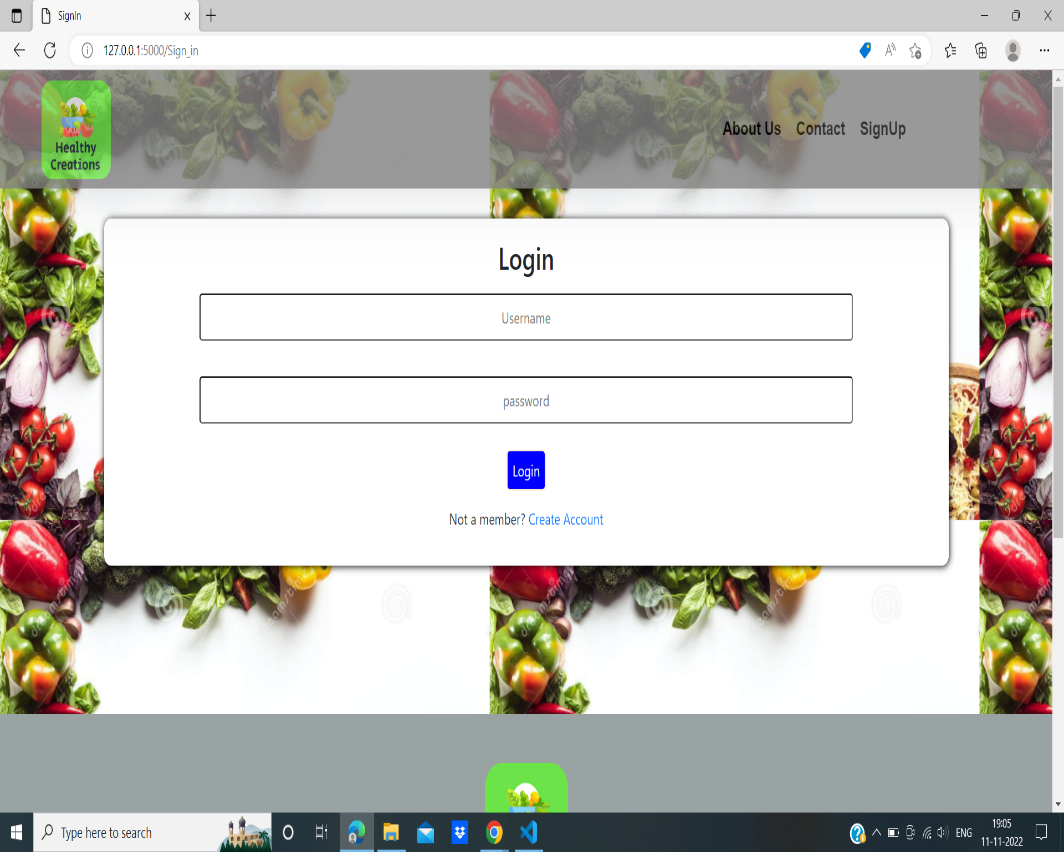 SignIn
127.0.0.1:5000/Sign_in
Healthy
Creations
About Us Contact SignUp
Login
Username
password
Login
Not a member? Create Account
Type here to search
ENG
19:05
11-11-2022